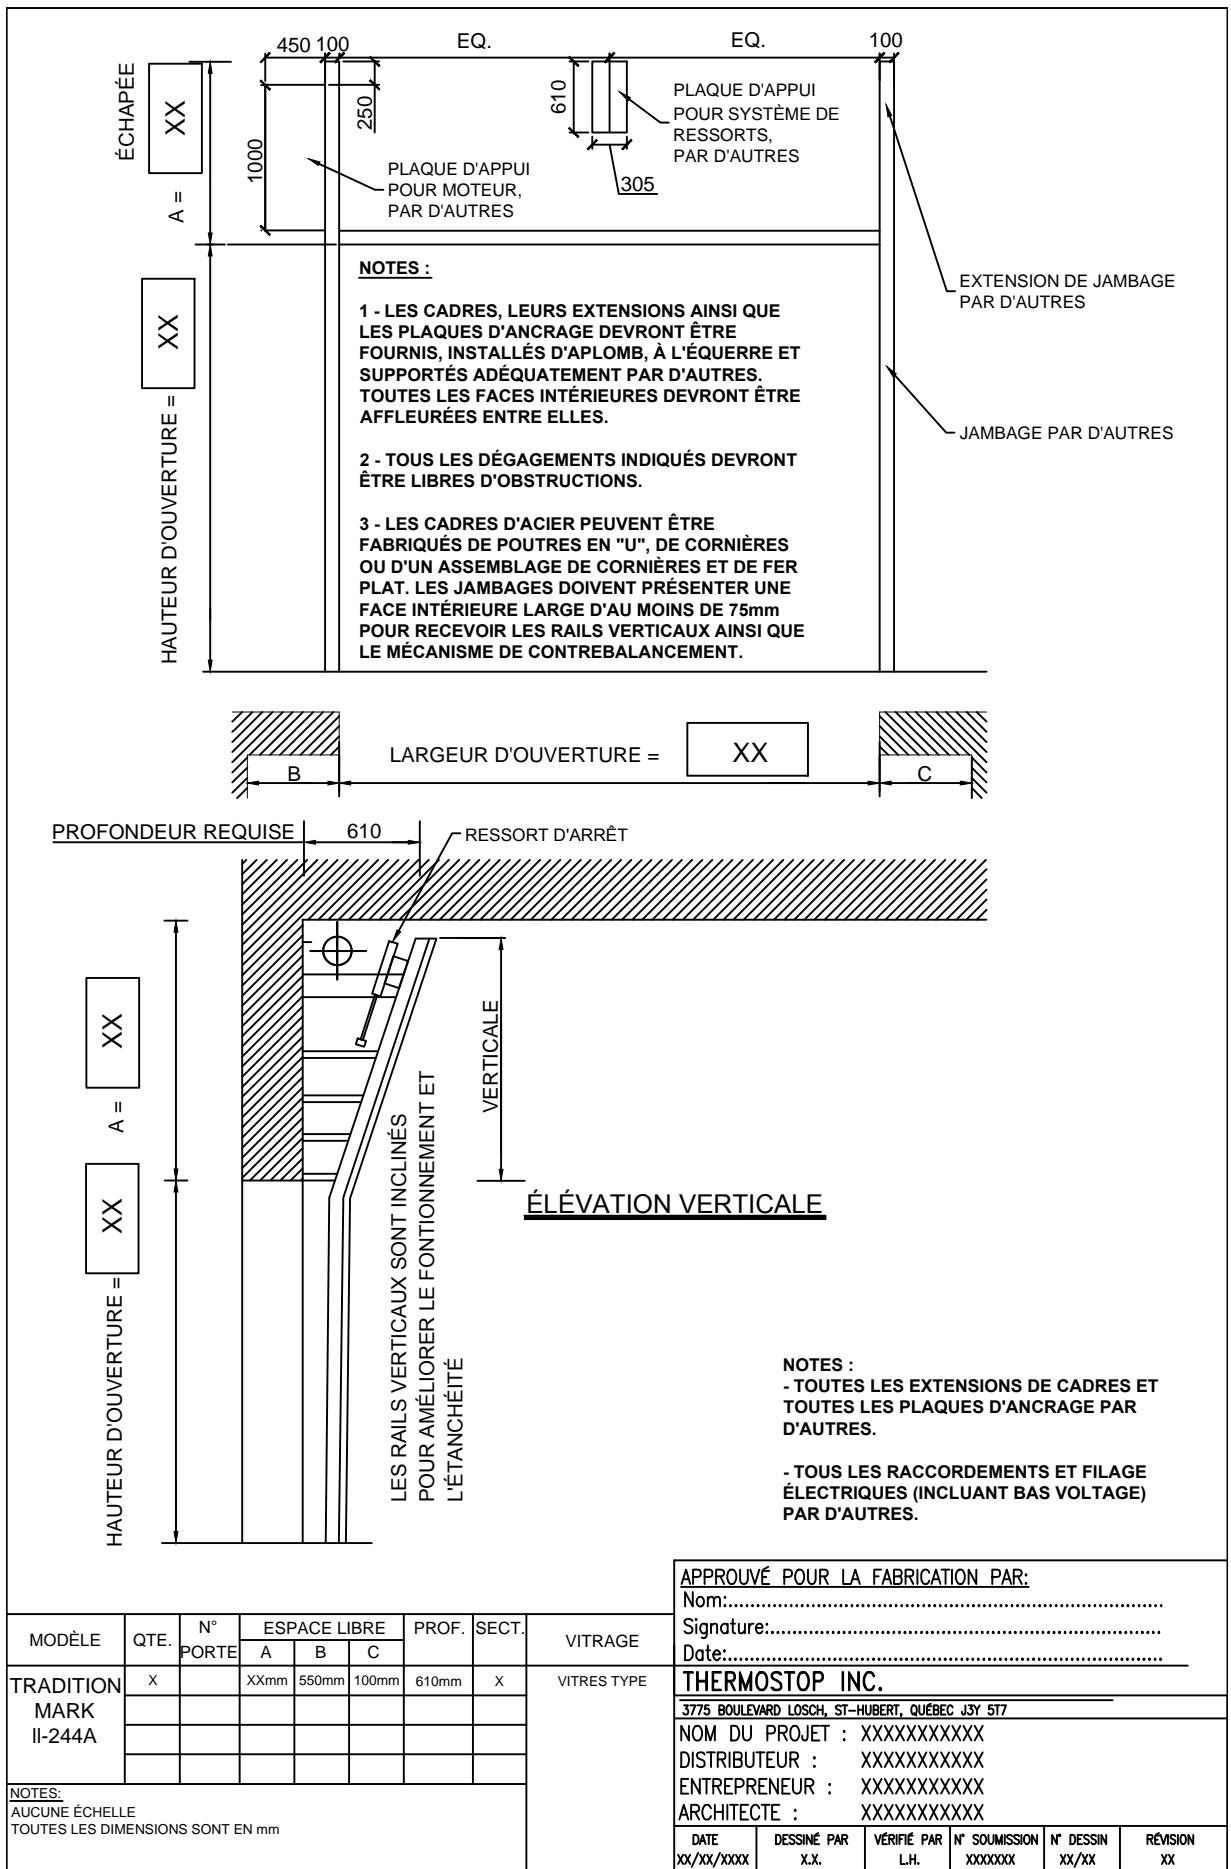 450 100 EQ. EQ. 100
ÉCHAPÉE
A =
XX
1000
250
610
305
PLAQUE D'APPUI
POUR SYSTÈME DE
RESSORTS,
PAR D'AUTRES
PLAQUE D'APPUI
POUR MOTEUR,
PAR D'AUTRES
EXTENSION DE JAMBAGE
PAR D'AUTRES
JAMBAGE PAR D'AUTRES
HAUTEUR D'OUVERTURE =
XX
NOTES :
1 - LES CADRES, LEURS EXTENSIONS AINSI QUE
LES PLAQUES D'ANCRAGE DEVRONT ÊTRE
FOURNIS, INSTALLÉS D'APLOMB, À L'ÉQUERRE ET
SUPPORTÉS ADÉQUATEMENT PAR D'AUTRES.
TOUTES LES FACES INTÉRIEURES DEVRONT ÊTRE
AFFLEURÉES ENTRE ELLES.
2 - TOUS LES DÉGAGEMENTS INDIQUÉS DEVRONT
ÊTRE LIBRES D'OBSTRUCTIONS.
3 - LES CADRES D'ACIER PEUVENT ÊTRE
FABRIQUÉS DE POUTRES EN "U", DE CORNIÈRES
OU D'UN ASSEMBLAGE DE CORNIÈRES ET DE FER
PLAT. LES JAMBAGES DOIVENT PRÉSENTER UNE
FACE INTÉRIEURE LARGE D'AU MOINS DE 75mm
POUR RECEVOIR LES RAILS VERTICAUX AINSI QUE
LE MÉCANISME DE CONTREBALANCEMENT.
LARGEUR D'OUVERTURE = XX
B C
PROFONDEUR REQUISE 610 RESSORT D'ARRÊT
A =
XX
HAUTEUR D'OUVERTURE =
XX
VERTICALE
LES RAILS VERTICAUX SONT INCLINÉS
POUR AMÉLIORER LE FONTIONNEMENT ET
L'ÉTANCHÉITÉ
ÉLÉVATION VERTICALE
NOTES :
- TOUTES LES EXTENSIONS DE CADRES ET
TOUTES LES PLAQUES D'ANCRAGE PAR
D'AUTRES.
- TOUS LES RACCORDEMENTS ET FILAGE
ÉLECTRIQUES (INCLUANT BAS VOLTAGE)
PAR D'AUTRES.
MODÈLE QTE. N° PORTE ESPACE LIBRE PROF. SECT. VITRAGE
A B C
TRADITION X XXmm 550mm 100mm 610mm X VITRES TYPE
MARK
II-244A
NOTES:
AUCUNE ÉCHELLE
TOUTES LES DIMENSIONS SONT EN mm
APPROUVÉ POUR LA FABRICATION PAR:
Nom:
Signature:
Date:
THERMOSTOP INC.
3775 BOULEVARD LOSCH, ST-HUBERT, QUÉBEC J3Y 5T7
NOM DU PROJET : XXXXXXXXXXX
DISTRIBUTEUR : XXXXXXXXXXX
ENTREPRENEUR : XXXXXXXXXXX
ARCHITECTE : XXXXXXXXXXX
DATE DESSINÉ PAR VÉRIFIÉ PAR N° SOUMISSION N° DESSIN RÉVISION
XX/XX/XXXX X.X. L.H. XXXXXXX XX/XX XX